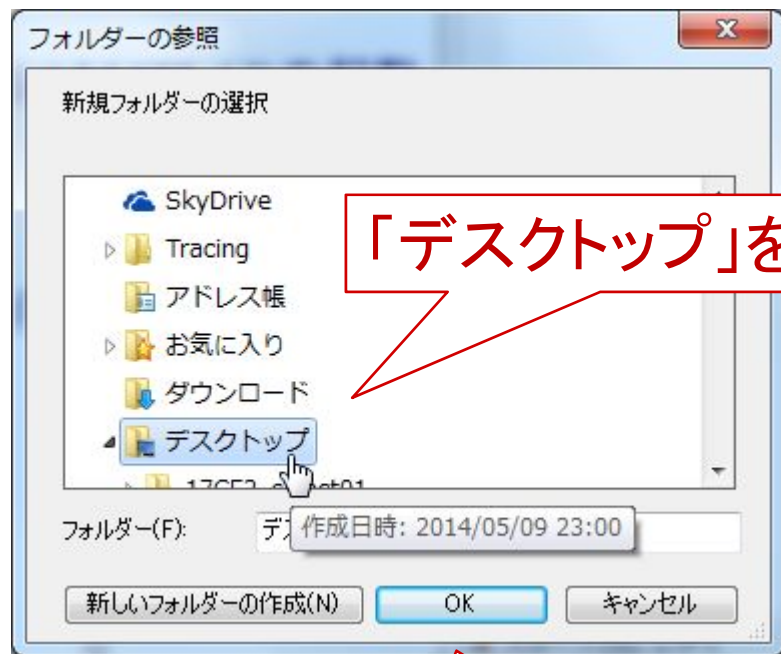 フォルダーの参照
新規フォルダーの選択
SkyDrive
「デスクトップ」を
Tracing
アドレス帳
お気に入り
ダウンロード
デスクトップ
フォルダー(F):
作成日時: 2014/05/09 23:00
新しいフォルダーの作成(N)
OK
キャンセル